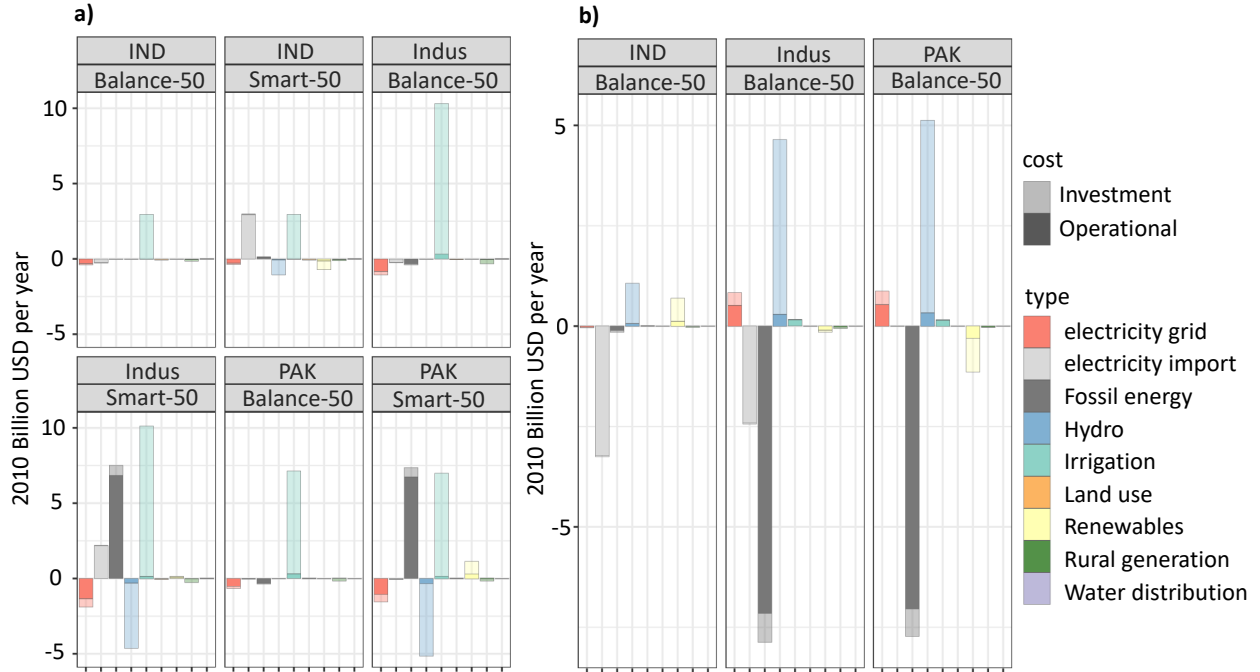 a)
IND
Balance-50
IND
Smart-50
Indus
Balance-50
10
5
0
-5
Indus
Smart-50
PAK
Balance-50
PAK
Smart-50
10
5
0
-5
2010 Billion USD per year
b)
IND
Balance-50
Indus
Balance-50
PAK
Balance-50
5
0
-5
2010 Billion USD per year
cost
Investment
Operational
type
electricity grid
electricity import
Fossil energy
Hydro
Irrigation
Land use
Renewables
Rural generation
Water distribution